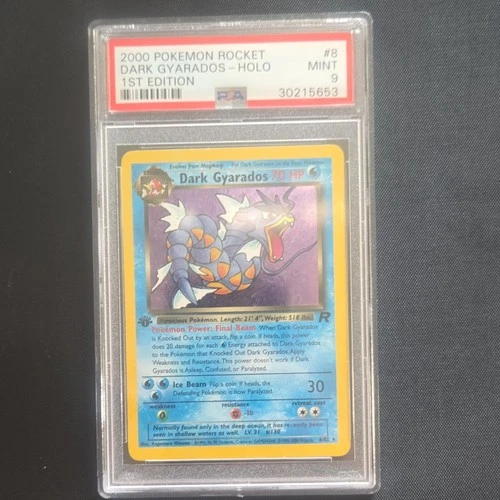 2000 POKEMON ROCKET #8
DARK GYARADOS - HOLO MINT
1ST EDITION 9
PSA 30215653
Evolves from Magikarp Put Dark Gyarados on the Basic Pokémon
Dark Gyarados 70 HP
Atrocious Pokémon. Length: 21' 4", Weight: 518 lbs.
Pokémon Power: Final Beam When Dark Gyarados
is Knocked Out by an attack, flip a coin. If heads, this power
does 20 damage for each Energy attached to Dark Gyarados
to the Pokémon that Knocked Out Dark Gyarados. Apply
Weakness and Resistance. This power doesn't work if Dark
Gyarados is Asleep, Confused, or Paralyzed.
Ice Beam Flip a coin. If heads, the 30
Defending Pokémon is now Paralyzed.
weakness resistance retreat cost
-30
Normally found only in the deep ocean, it has recently been
seen in shallow waters as well. LV. 31 #130
8/82